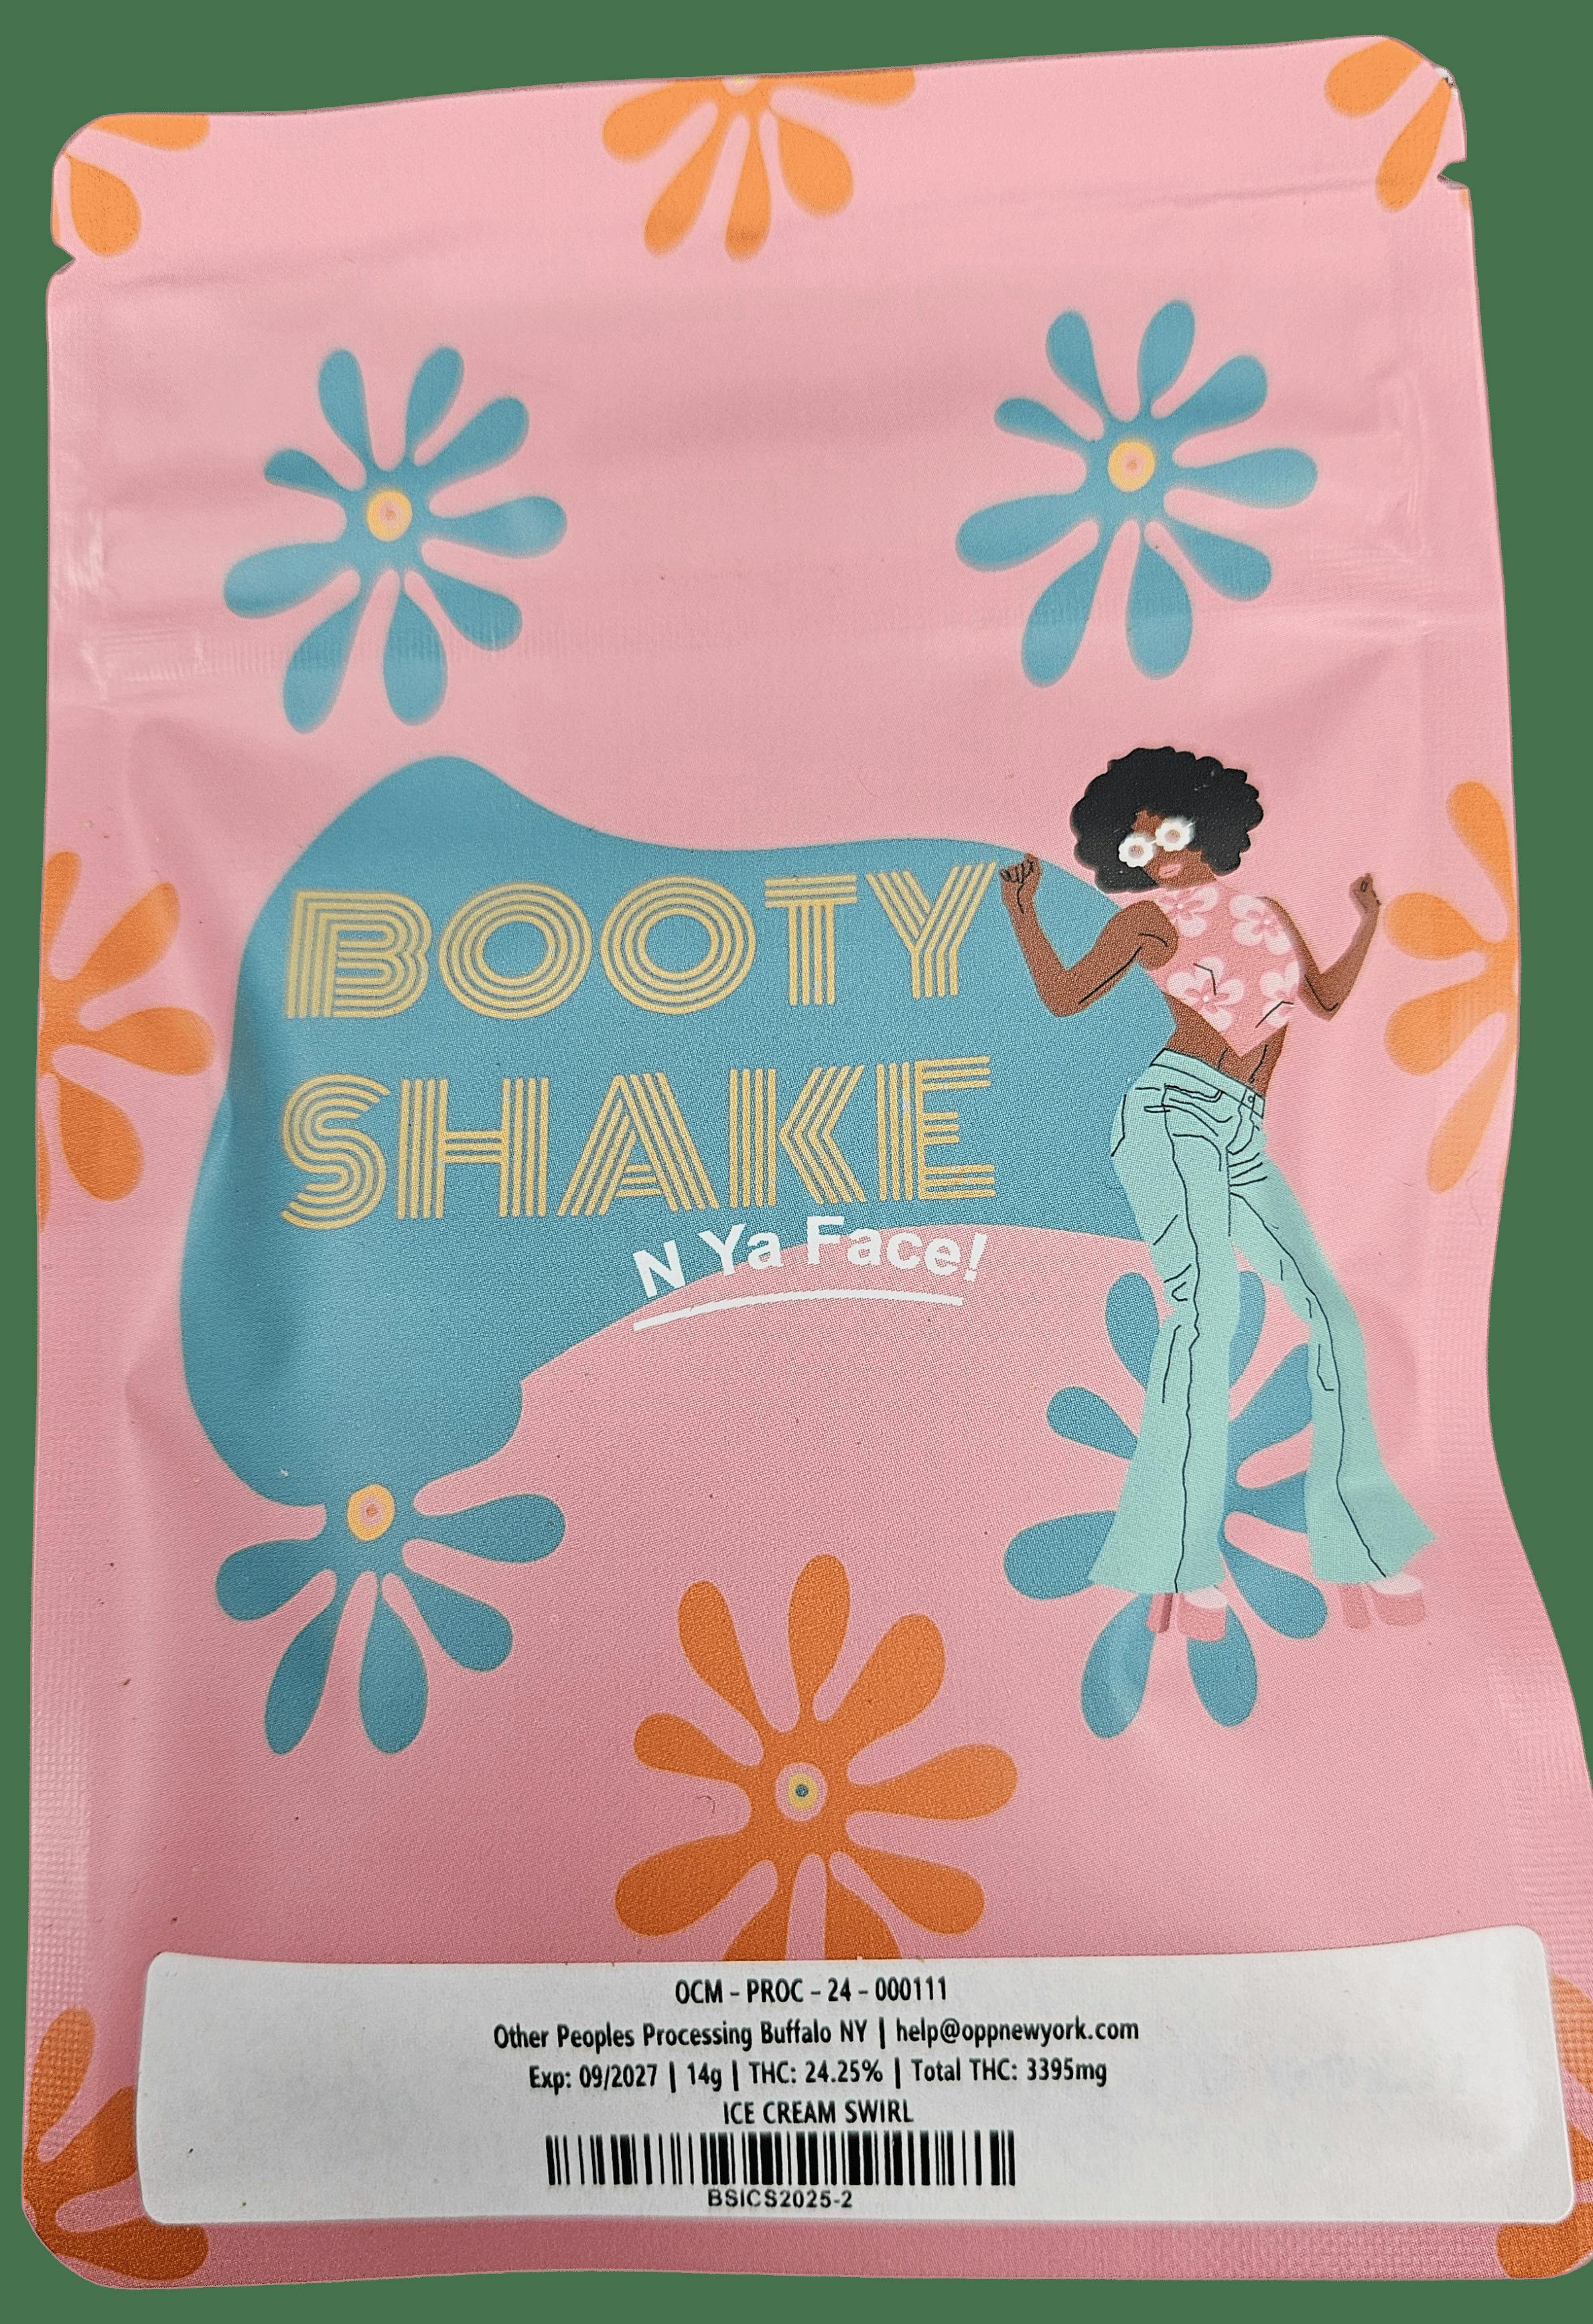 BOOTY
SHAKE
N Ya Face!
OCM - PROC - 24 - 000111
Other Peoples Processing Buffalo NY | help@oppnewyork.com
Exp: 09/2027 | 14g | THC: 24.25% | Total THC: 3395mg
ICE CREAM SWIRL
BSICS2025-2